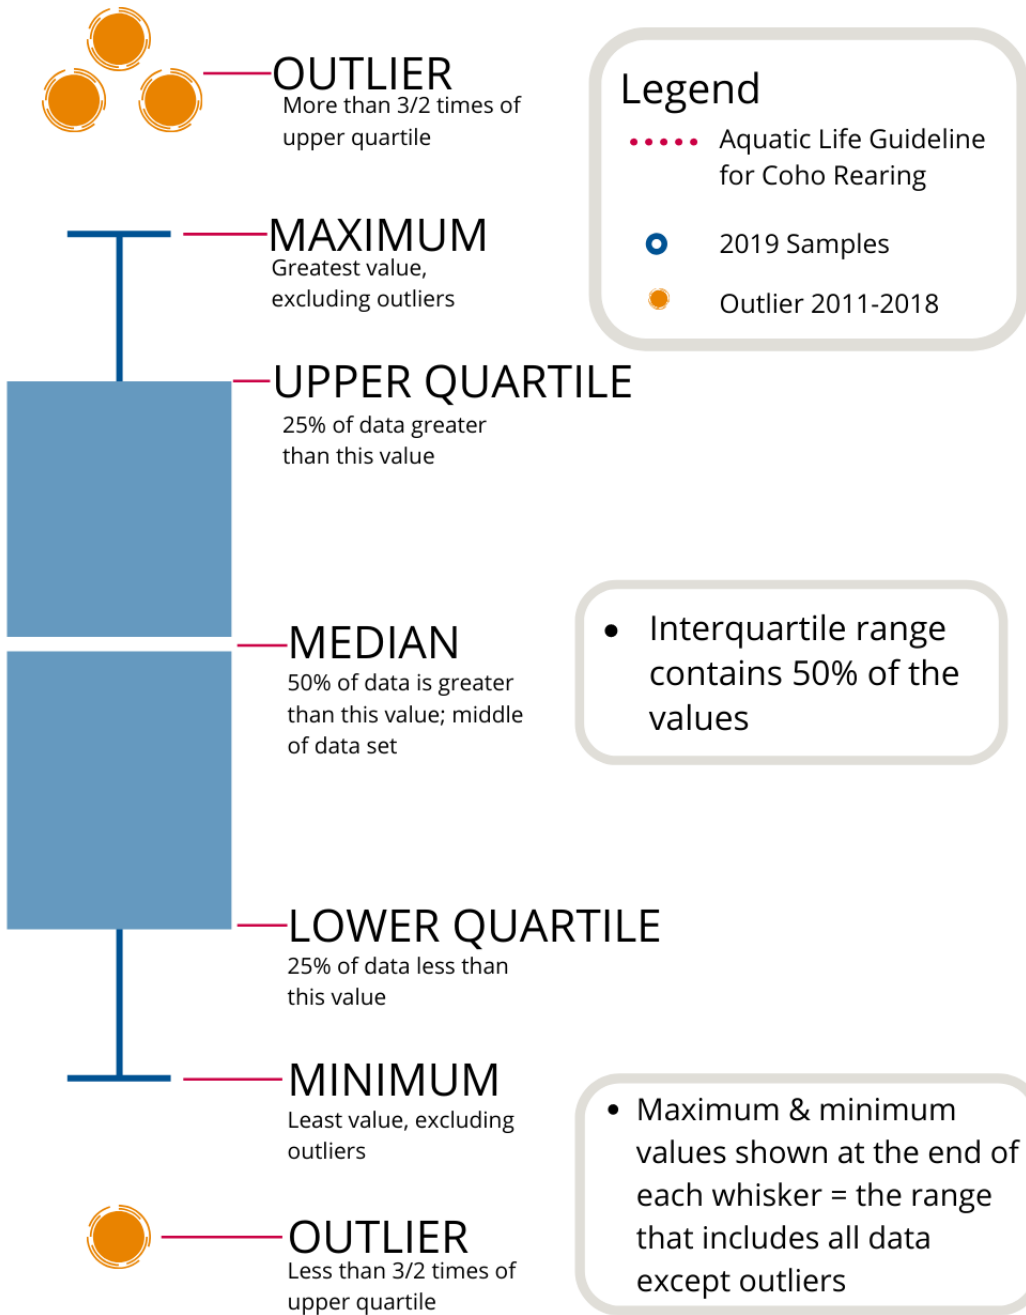 OUTLIER
More than 3/2 times of
upper quartile
Legend
Aquatic Life Guideline
for Coho Rearing
2019 Samples
Outlier 2011-2018
MAXIMUM
Greatest value,
excluding outliers
UPPER QUARTILE
25% of data greater
than this value
MEDIAN
50% of data is greater
than this value; middle
of data set
• Interquartile range
contains 50% of the
values
LOWER QUARTILE
25% of data less than
this value
MINIMUM
Least value, excluding
outliers
• Maximum & minimum
values shown at the end of
each whisker = the range
that includes all data
except outliers
OUTLIER
Less than 3/2 times of
upper quartile